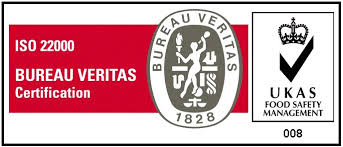 ISO 22000
BUREAU VERITAS
Certification
BUREAU VERITAS
1828
UKAS
FOOD SAFETY
MANAGEMENT
008